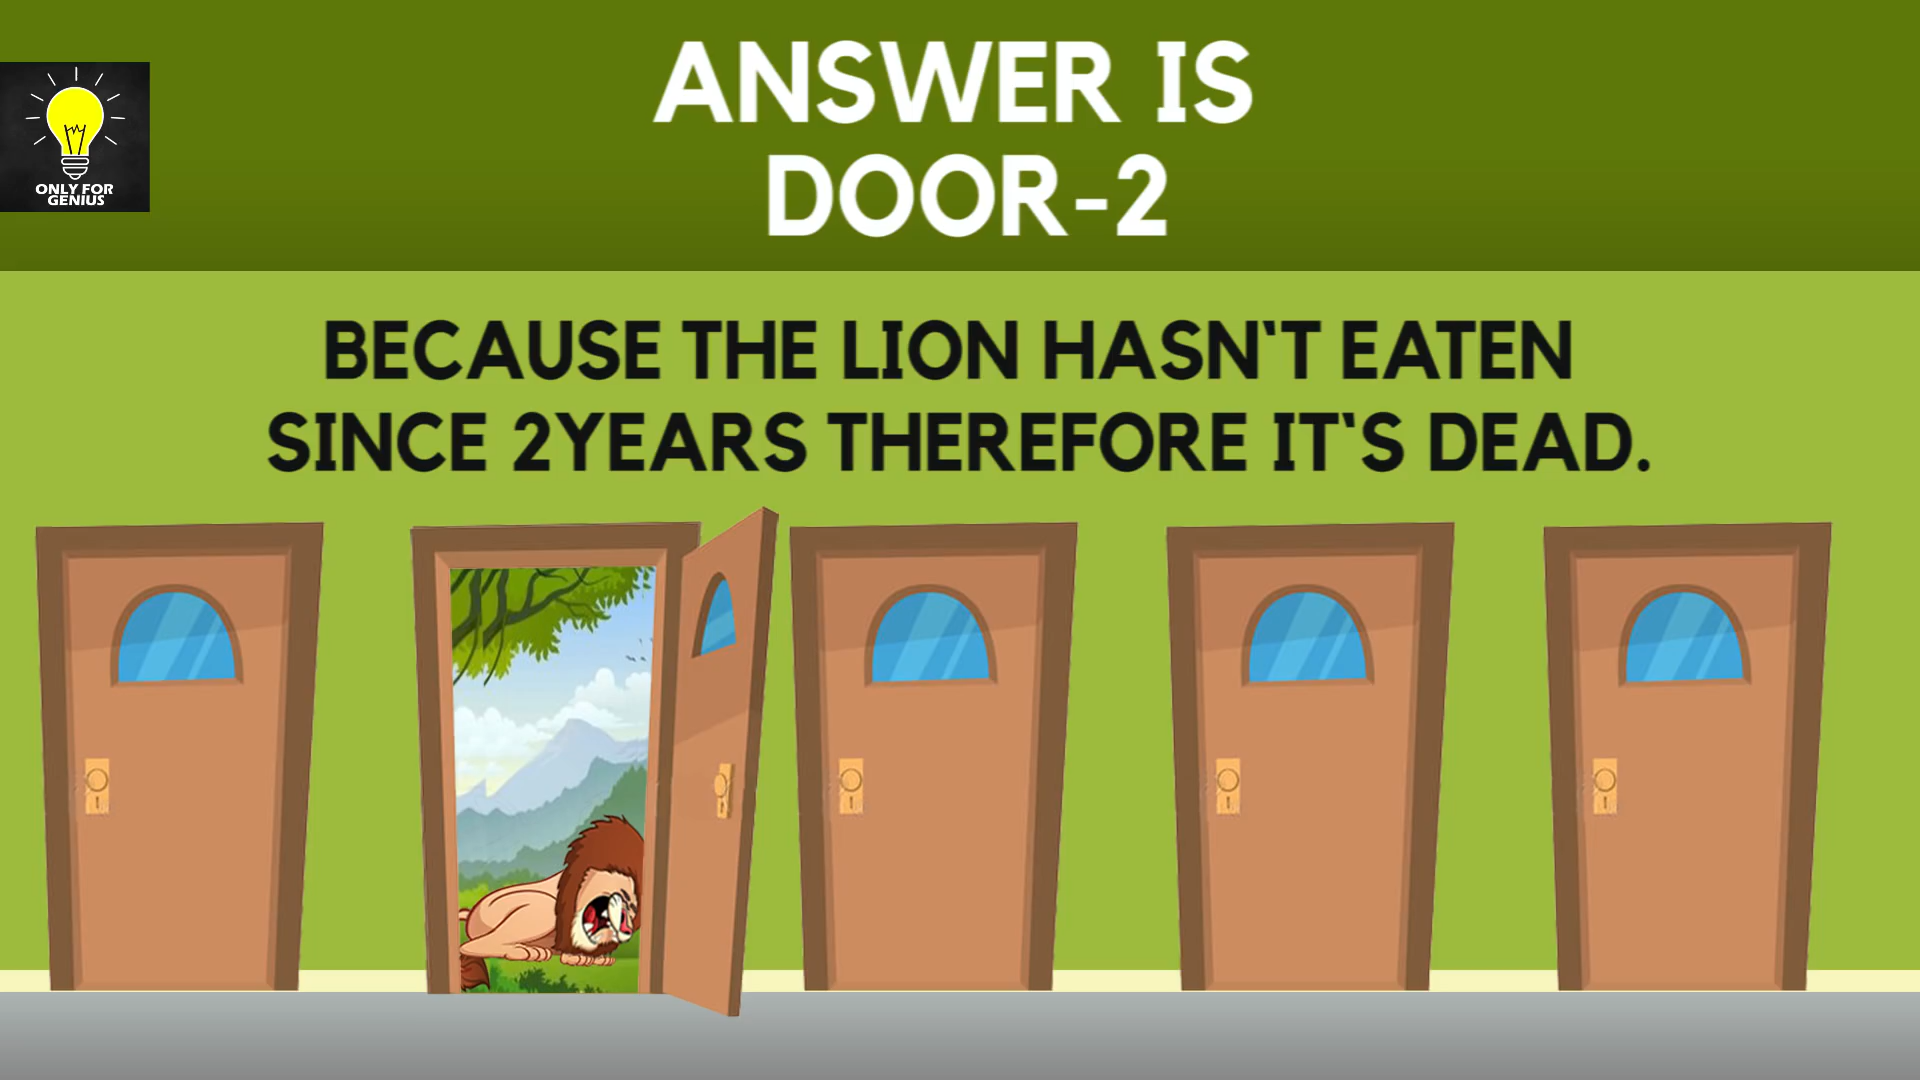 ANSWER IS
DOOR-2
ONLY FOR
GENIUS
BECAUSE THE LION HASN`T EATEN
SINCE 2YEARS THEREFORE IT`S DEAD.